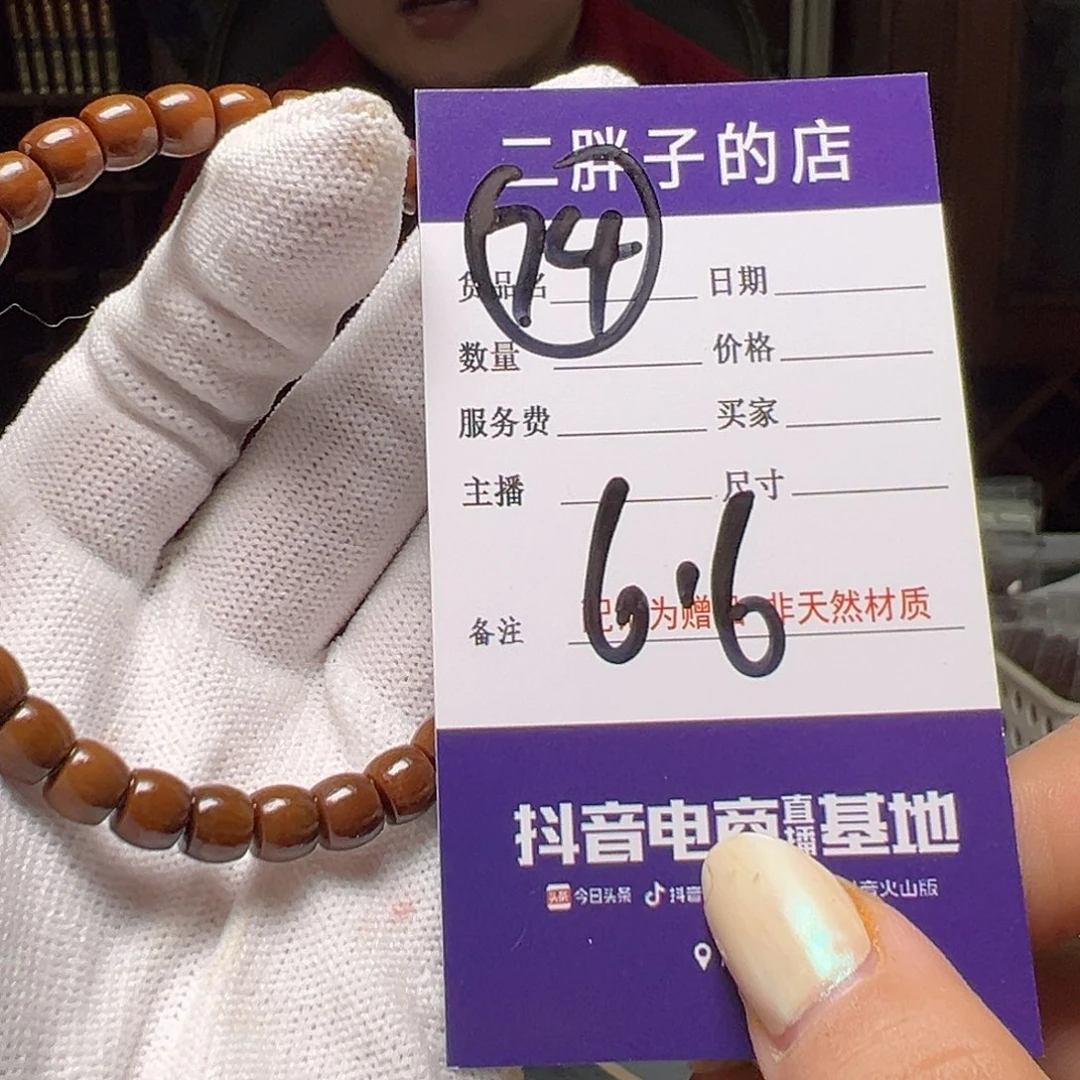 二胖子的店
74
货品名 日期
数量 价格
服务费 买家
主播 尺寸
6.6
备注 为赠 非天然材质
抖音电商直播基地
头条 今日头条 抖音 音火山版